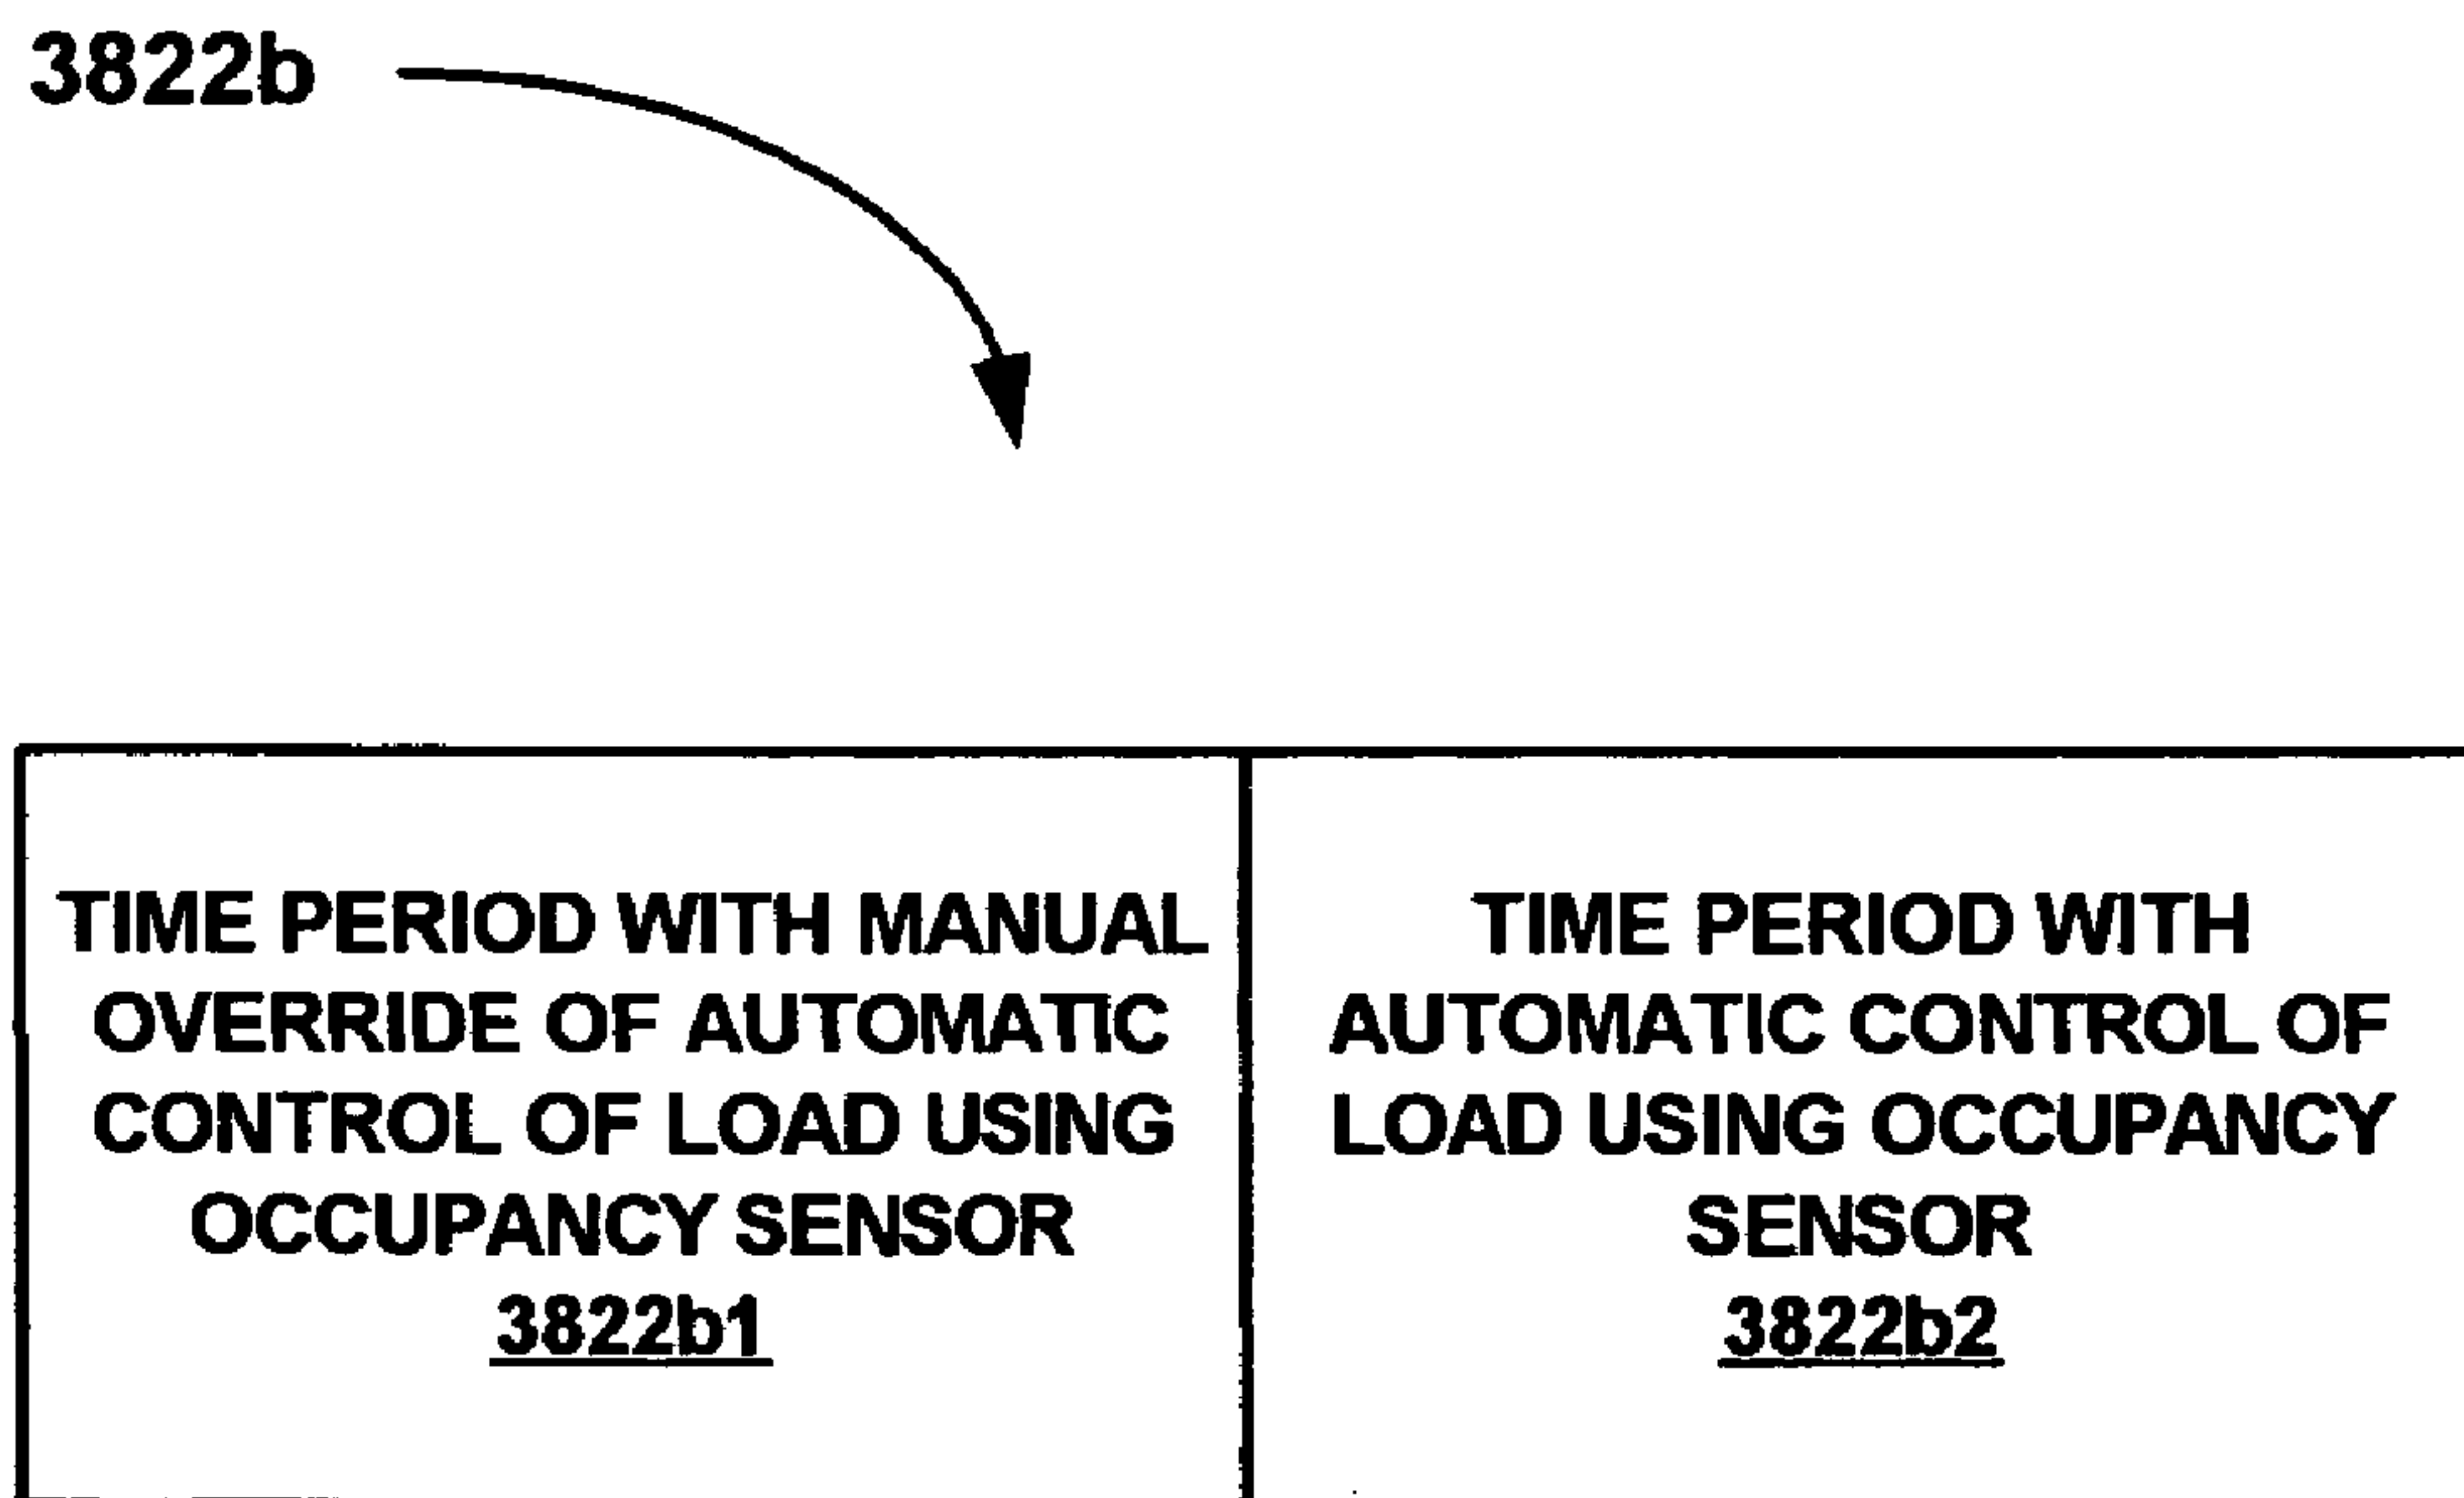 3822b
TIME PERIOD WITH MANUAL
OVERRIDE OF AUTOMATIC
CONTROL OF LOAD USING
OCCUPANCY SENSOR
3822b1
TIME PERIOD WITH
AUTOMATIC CONTROL OF
LOAD USING OCCUPANCY
SENSOR
3822b2